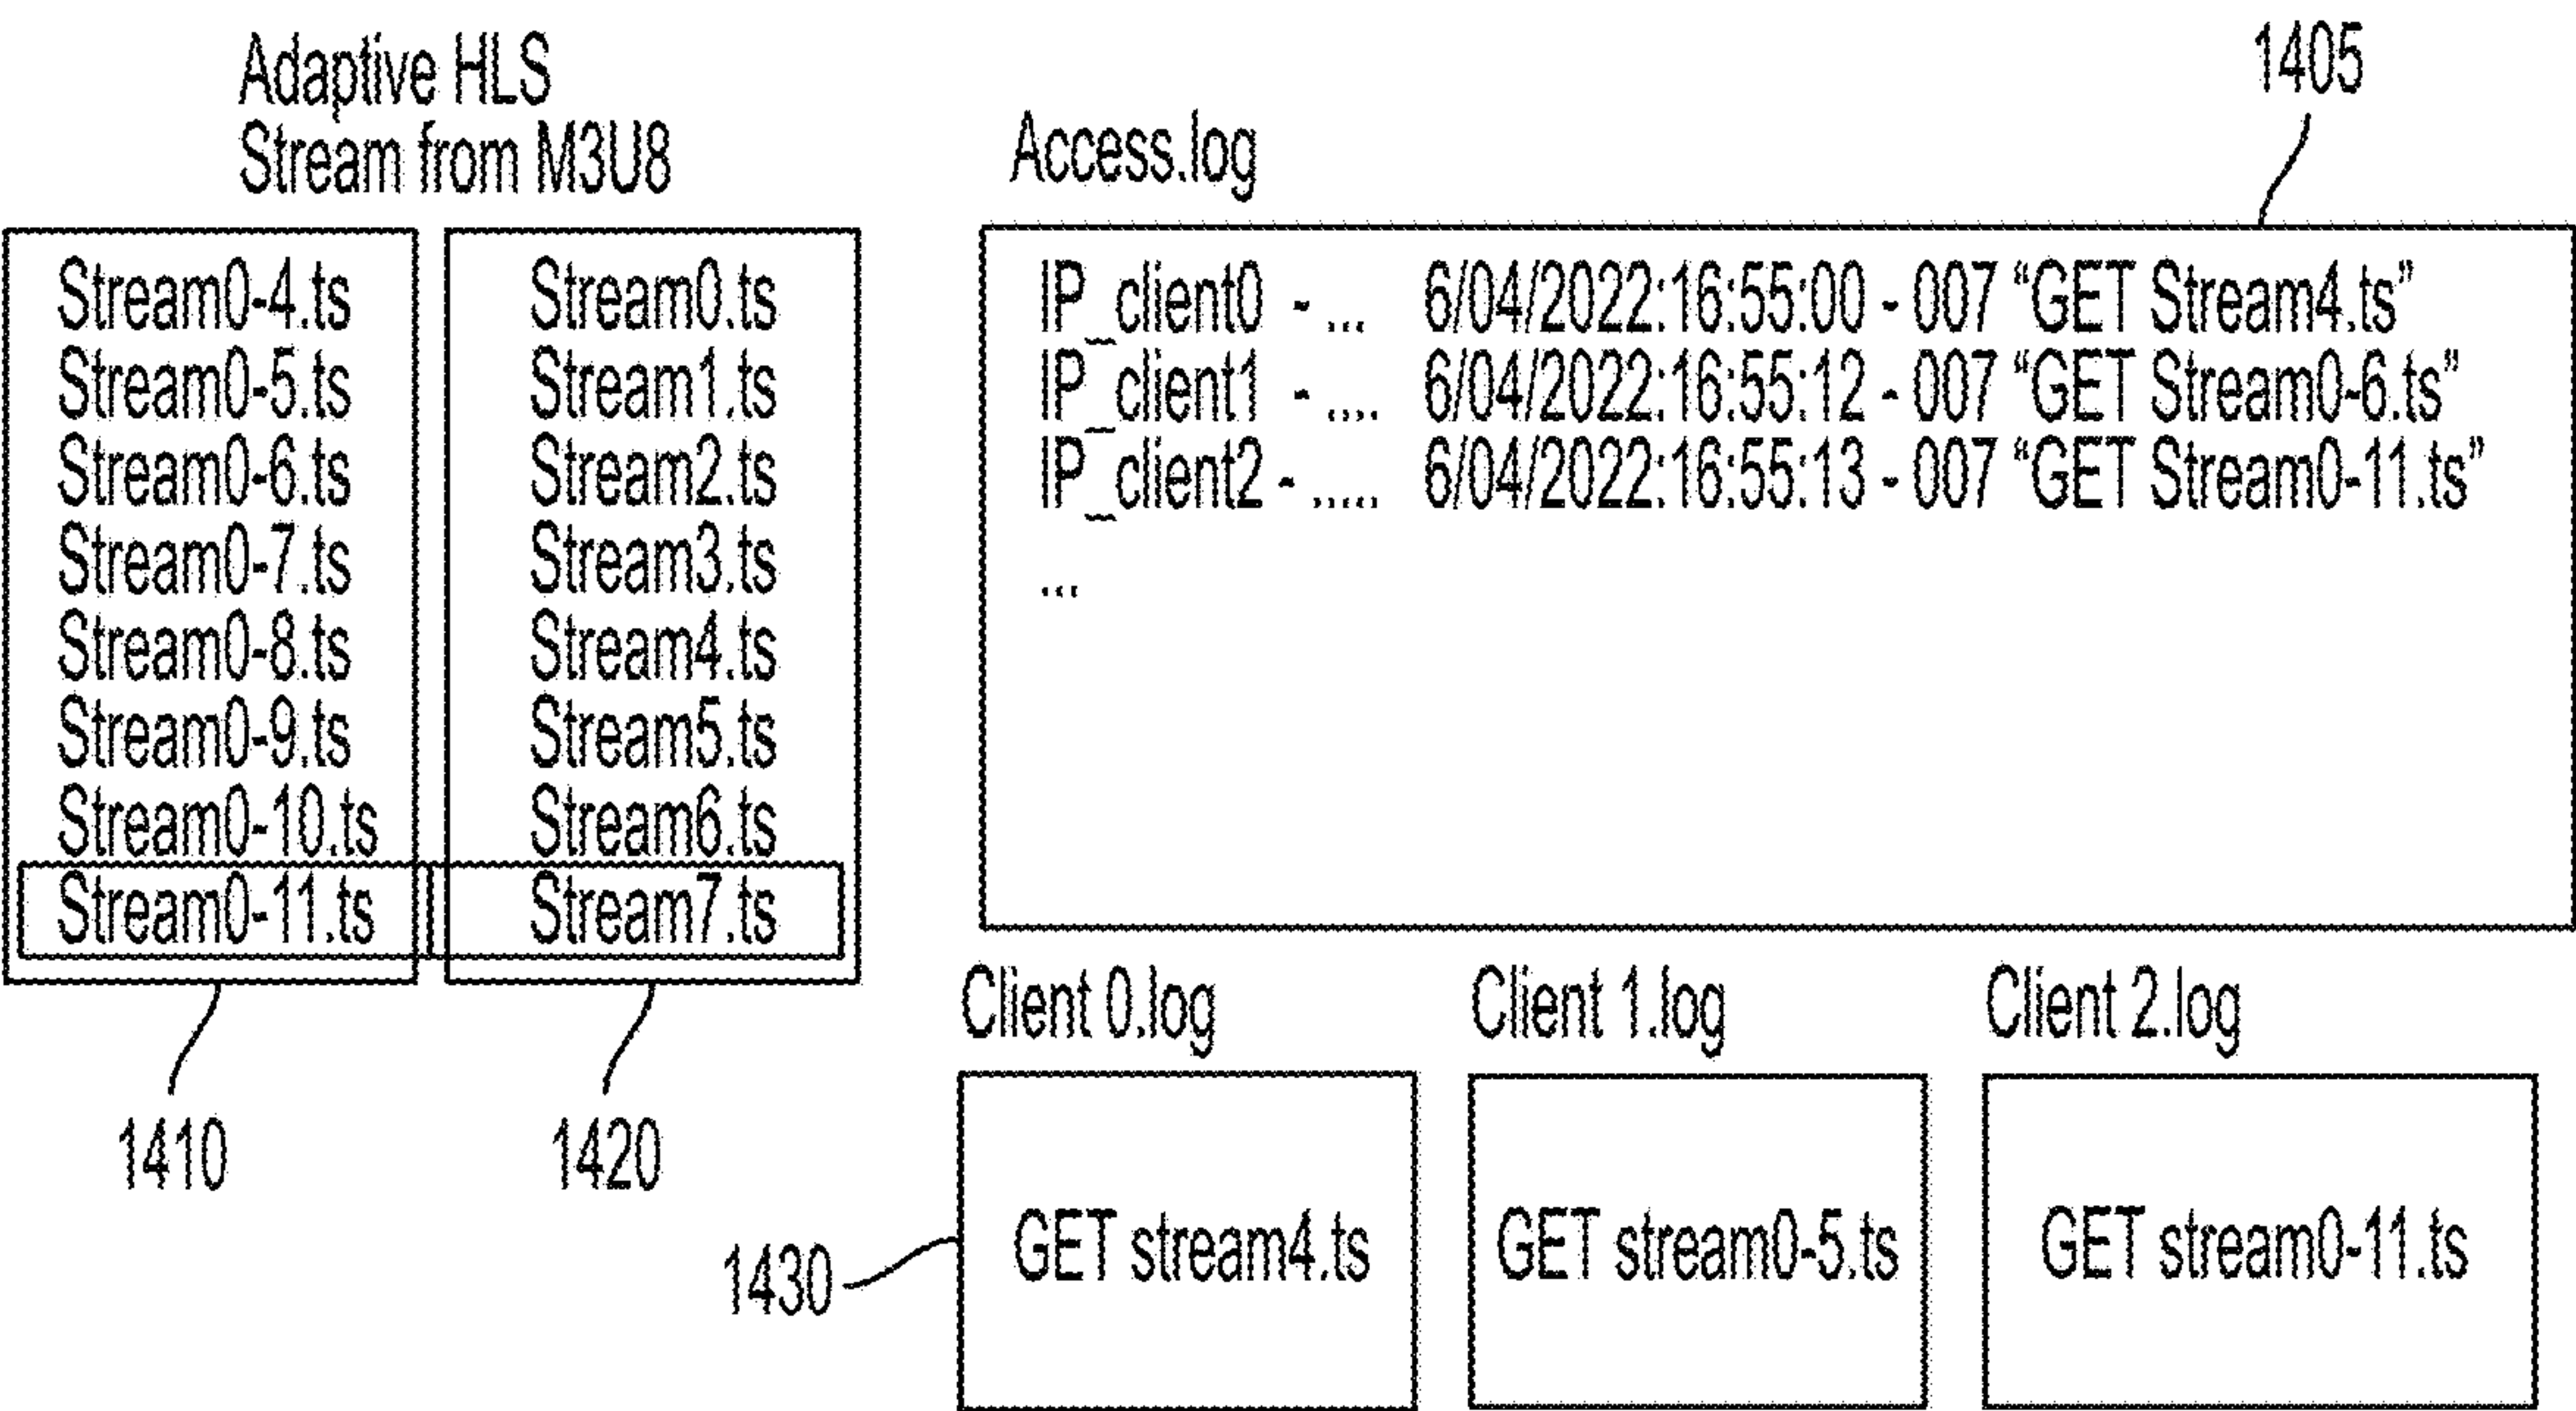 Adaptive HLS
Stream from M3U8
Stream0-4.ts
Stream0-5.ts
Stream0-6.ts
Stream0-7.ts
Stream0-8.ts
Stream0-9.ts
Stream0-10.ts
Stream0-11.ts
1410
Stream0.ts
Stream1.ts
Stream2.ts
Stream3.ts
Stream4.ts
Stream5.ts
Stream6.ts
Stream7.ts
1420
1405
Access.log
IP_client0 - ... 6/04/2022:16:55:00 - 007 “GET Stream4.ts”
IP_client1 - .... 6/04/2022:16:55:12 - 007 “GET Stream0-6.ts”
IP_client2 - ..... 6/04/2022:16:55:13 - 007 “GET Stream0-11.ts”
...
Client 0.log
GET stream4.ts
1430
Client 1.log
GET stream0-5.ts
Client 2.log
GET stream0-11.ts